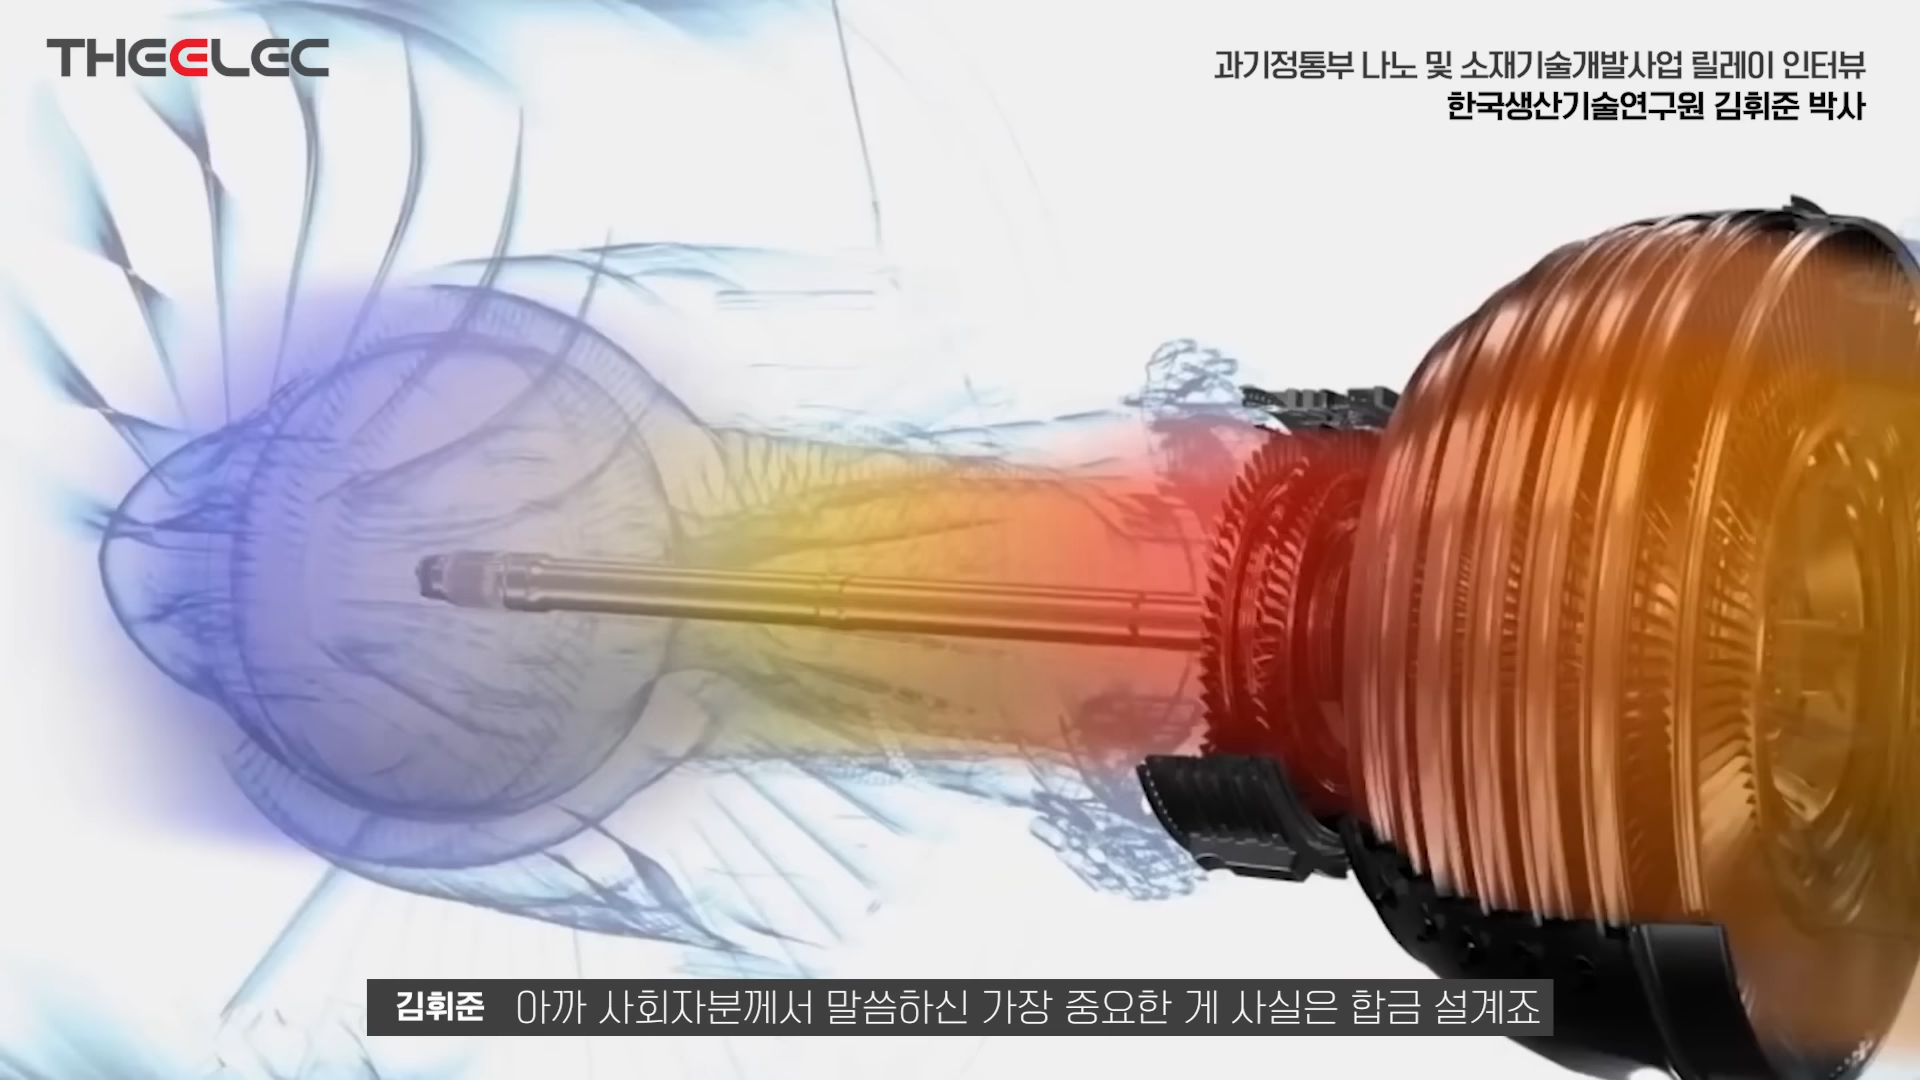 THEELEC
과기정통부 나노 및 소재기술개발사업 릴레이 인터뷰
한국생산기술연구원 김휘준 박사
김휘준 아까 사회자분께서 말씀하신 가장 중요한 게 사실은 합금 설계죠